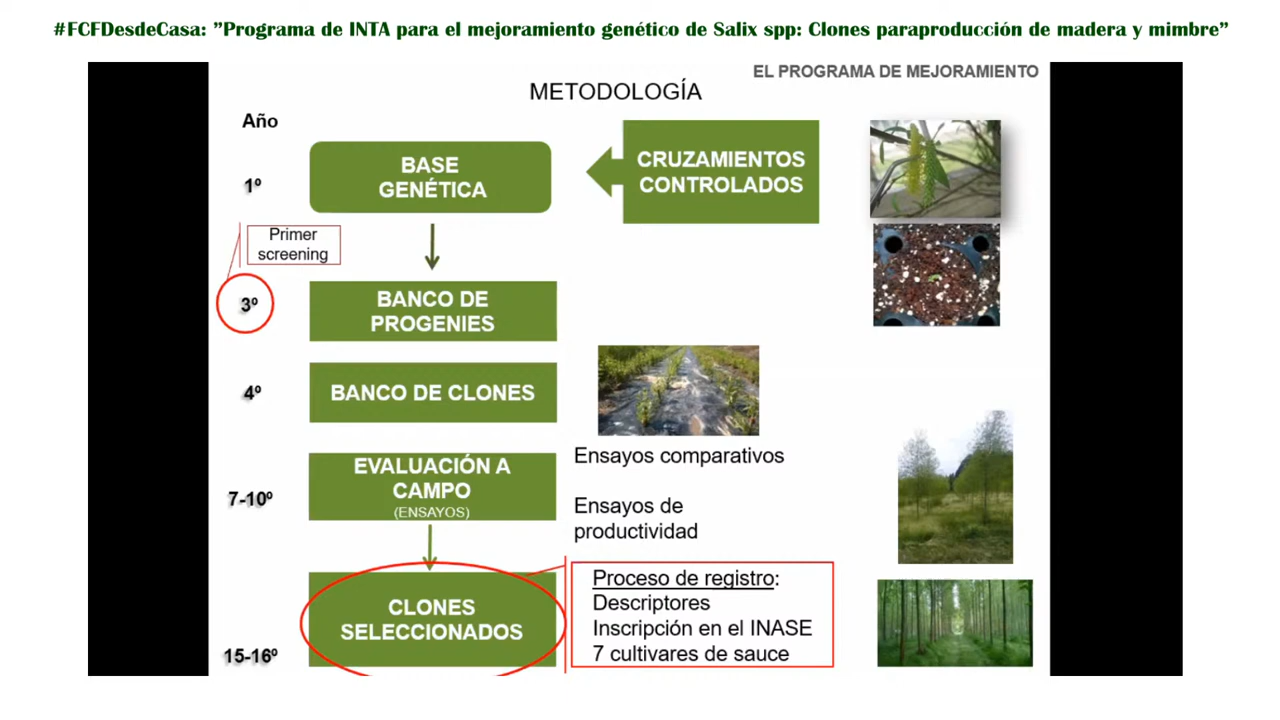 #FCFDesdeCasa: ”Programa de INTA para el mejoramiento genético de Salix spp: Clones paraproducción de madera y mimbre”
EL PROGRAMA DE MEJORAMIENTO
METODOLOGÍA
Año
1º
BASE
GENÉTICA
CRUZAMIENTOS
CONTROLADOS
Primer
screening
3º
BANCO DE
PROGENIES
4º
BANCO DE CLONES
7-10º
EVALUACIÓN A
CAMPO
(ENSAYOS)
Ensayos comparativos
Ensayos de
productividad
15-16º
CLONES
SELECCIONADOS
Proceso de registro:
Descriptores
Inscripción en el INASE
7 cultivares de sauce